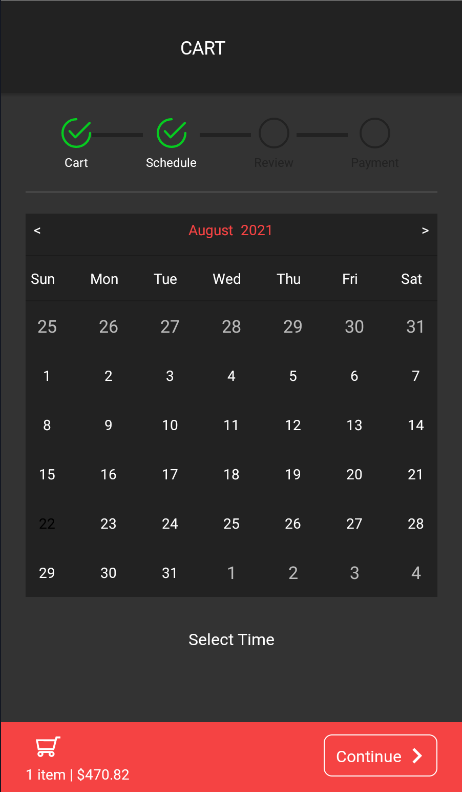 CART
Cart Schedule Review Payment
< August 2021 >
Sun Mon Tue Wed Thu Fri Sat
25 26 27 28 29 30 31
1 2 3 4 5 6 7
8 9 10 11 12 13 14
15 16 17 18 19 20 21
22 23 24 25 26 27 28
29 30 31 1 2 3 4
Select Time
Continue
1 item | $470.82